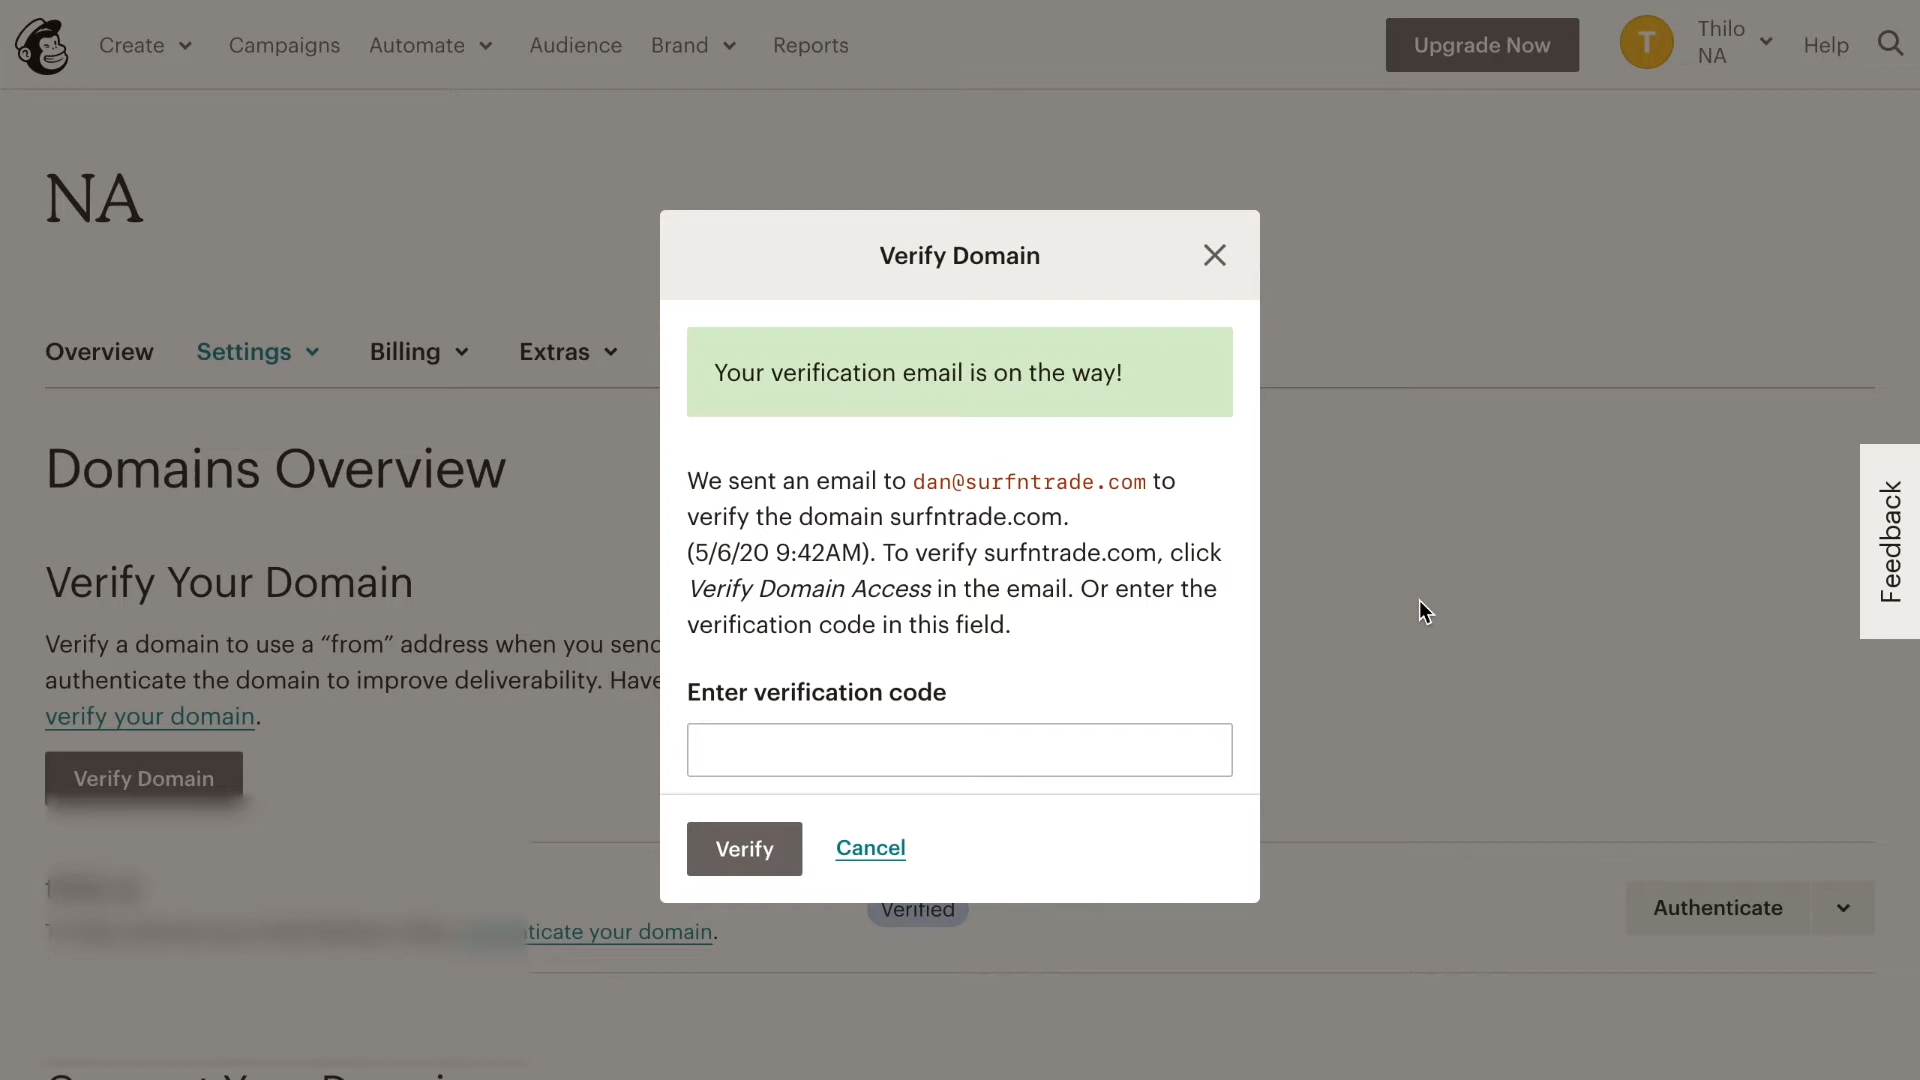 Create Campaigns Automate Audience Brand Reports Upgrade Now T Thilo Help
NA
NA
Verify Domain
Overview Settings Billing Extras
Your verification email is on the way!
Domains Overview
We sent an email to dan@surfntrade.com to
verify the domain surfntrade.com.
(5/6/20 9:42AM). To verify surfntrade.com, click
Verify Domain Access in the email. Or enter the
verification code in this field.
Feedback
Verify Your Domain
Verify a domain to use a “from” address when you send
authenticate the domain to improve deliverability. Have
verify your domain.
Enter verification code
Verify Domain
Verify Cancel
Verified Authenticate
ticate your domain.